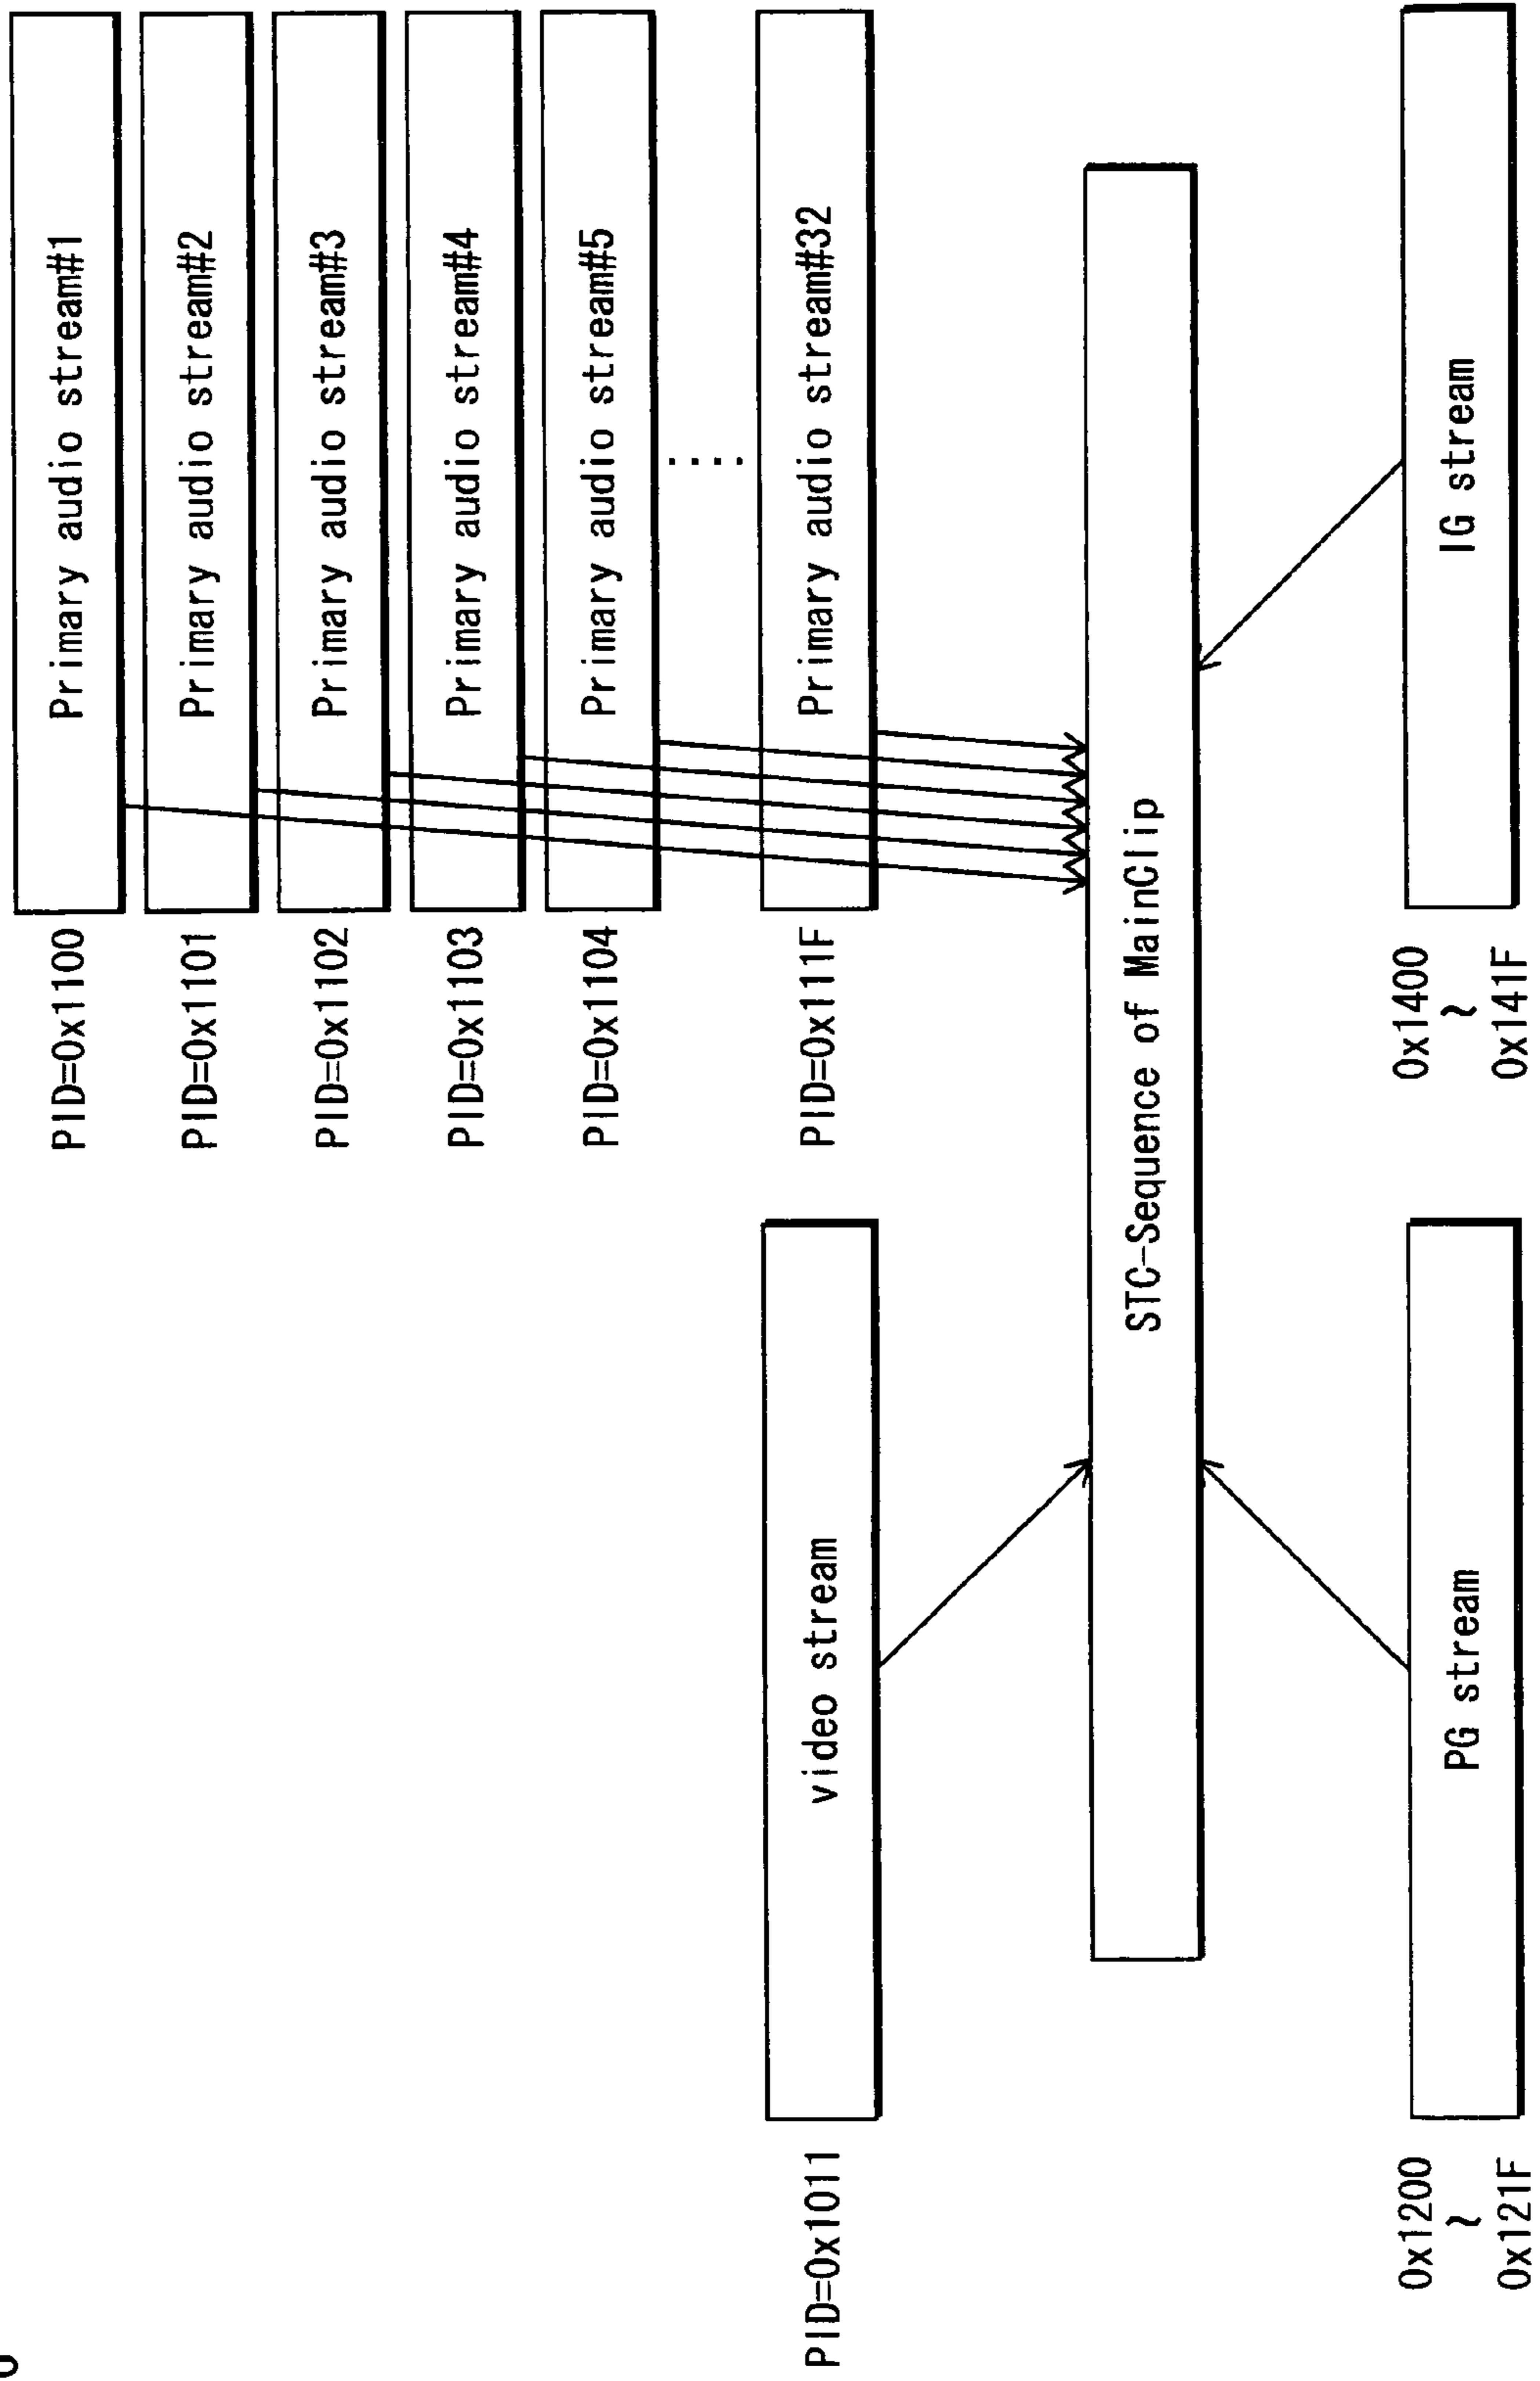 PID=0x1100
Primary audio stream#1
PID=0x1101
Primary audio stream#2
PID=0x1102
Primary audio stream#3
PID=0x1103
Primary audio stream#4
PID=0x1104
Primary audio stream#5
....
PID=0x1011
video stream
PID=0x111F
Primary audio stream#32
STC-Sequence of MainClip
0x1200
~
0x121F
PG stream
0x1400
~
0x141F
IG stream